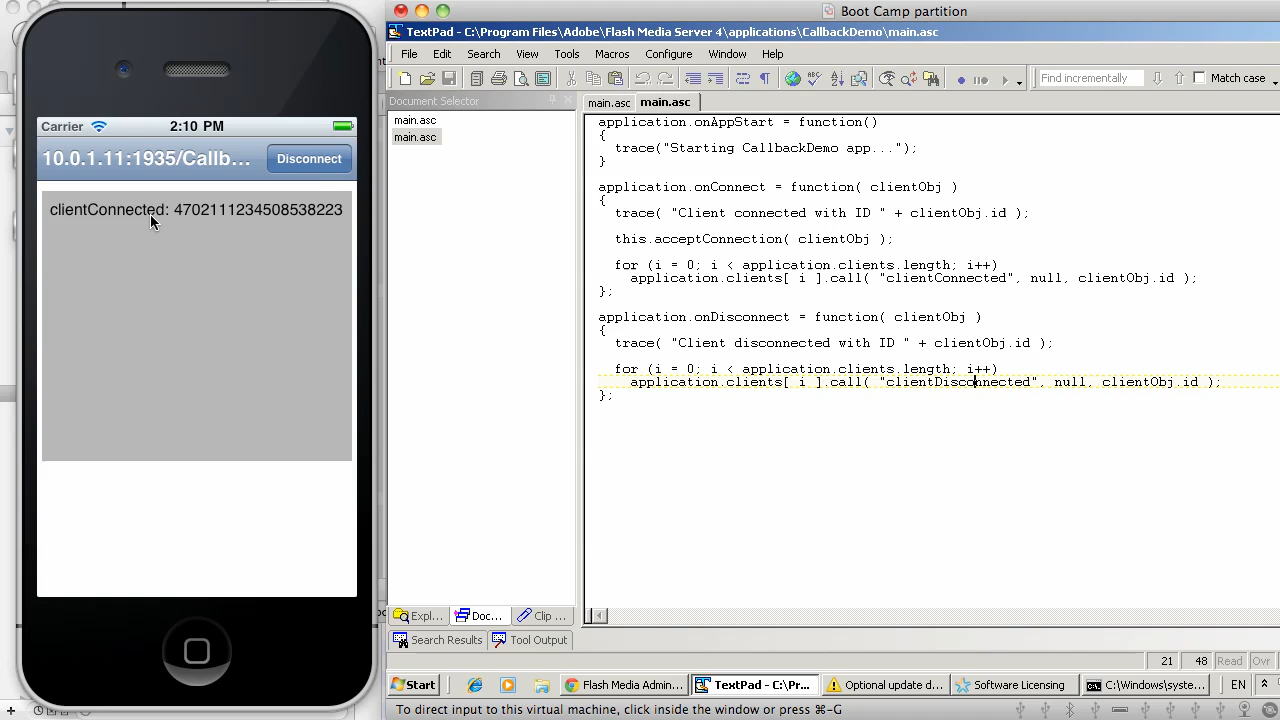 Carrier 2:10 PM
10.0.1.11:1935/Callb... Disconnect
clientConnected: 4702111234508538223
Boot Camp partition
TextPad - C:\Program Files\Adobe\Flash Media Server 4\applications\CallbackDemo\main.asc
File Edit Search View Tools Macros Configure Window Help
Find incrementally Match case
Document Selector
main.asc
main.asc
main.asc main.asc
application.onAppStart = function()
{
trace("Starting CallbackDemo app...");
}
application.onConnect = function( clientObj )
{
trace( "Client connected with ID " + clientObj.id );
this.acceptConnection( clientObj );
for (i = 0; i < application.clients.length; i++)
application.clients[ i ].call( "clientConnected", null, clientObj.id );
};
application.onDisconnect = function( clientObj )
{
trace( "Client disconnected with ID " + clientObj.id );
for (i = 0; i < application.clients.length; i++)
application.clients[ i ].call( "clientDisconnected", null, clientObj.id );
};
Expl... Doc... Clip ...
Search Results Tool Output
21 48 Read Ovr
Start Flash Media Admin... TextPad - C:\Pr... Optional update d... Software Licensing C:\Windows\syste... EN
To direct input to this virtual machine, click inside the window or press ⌘-G